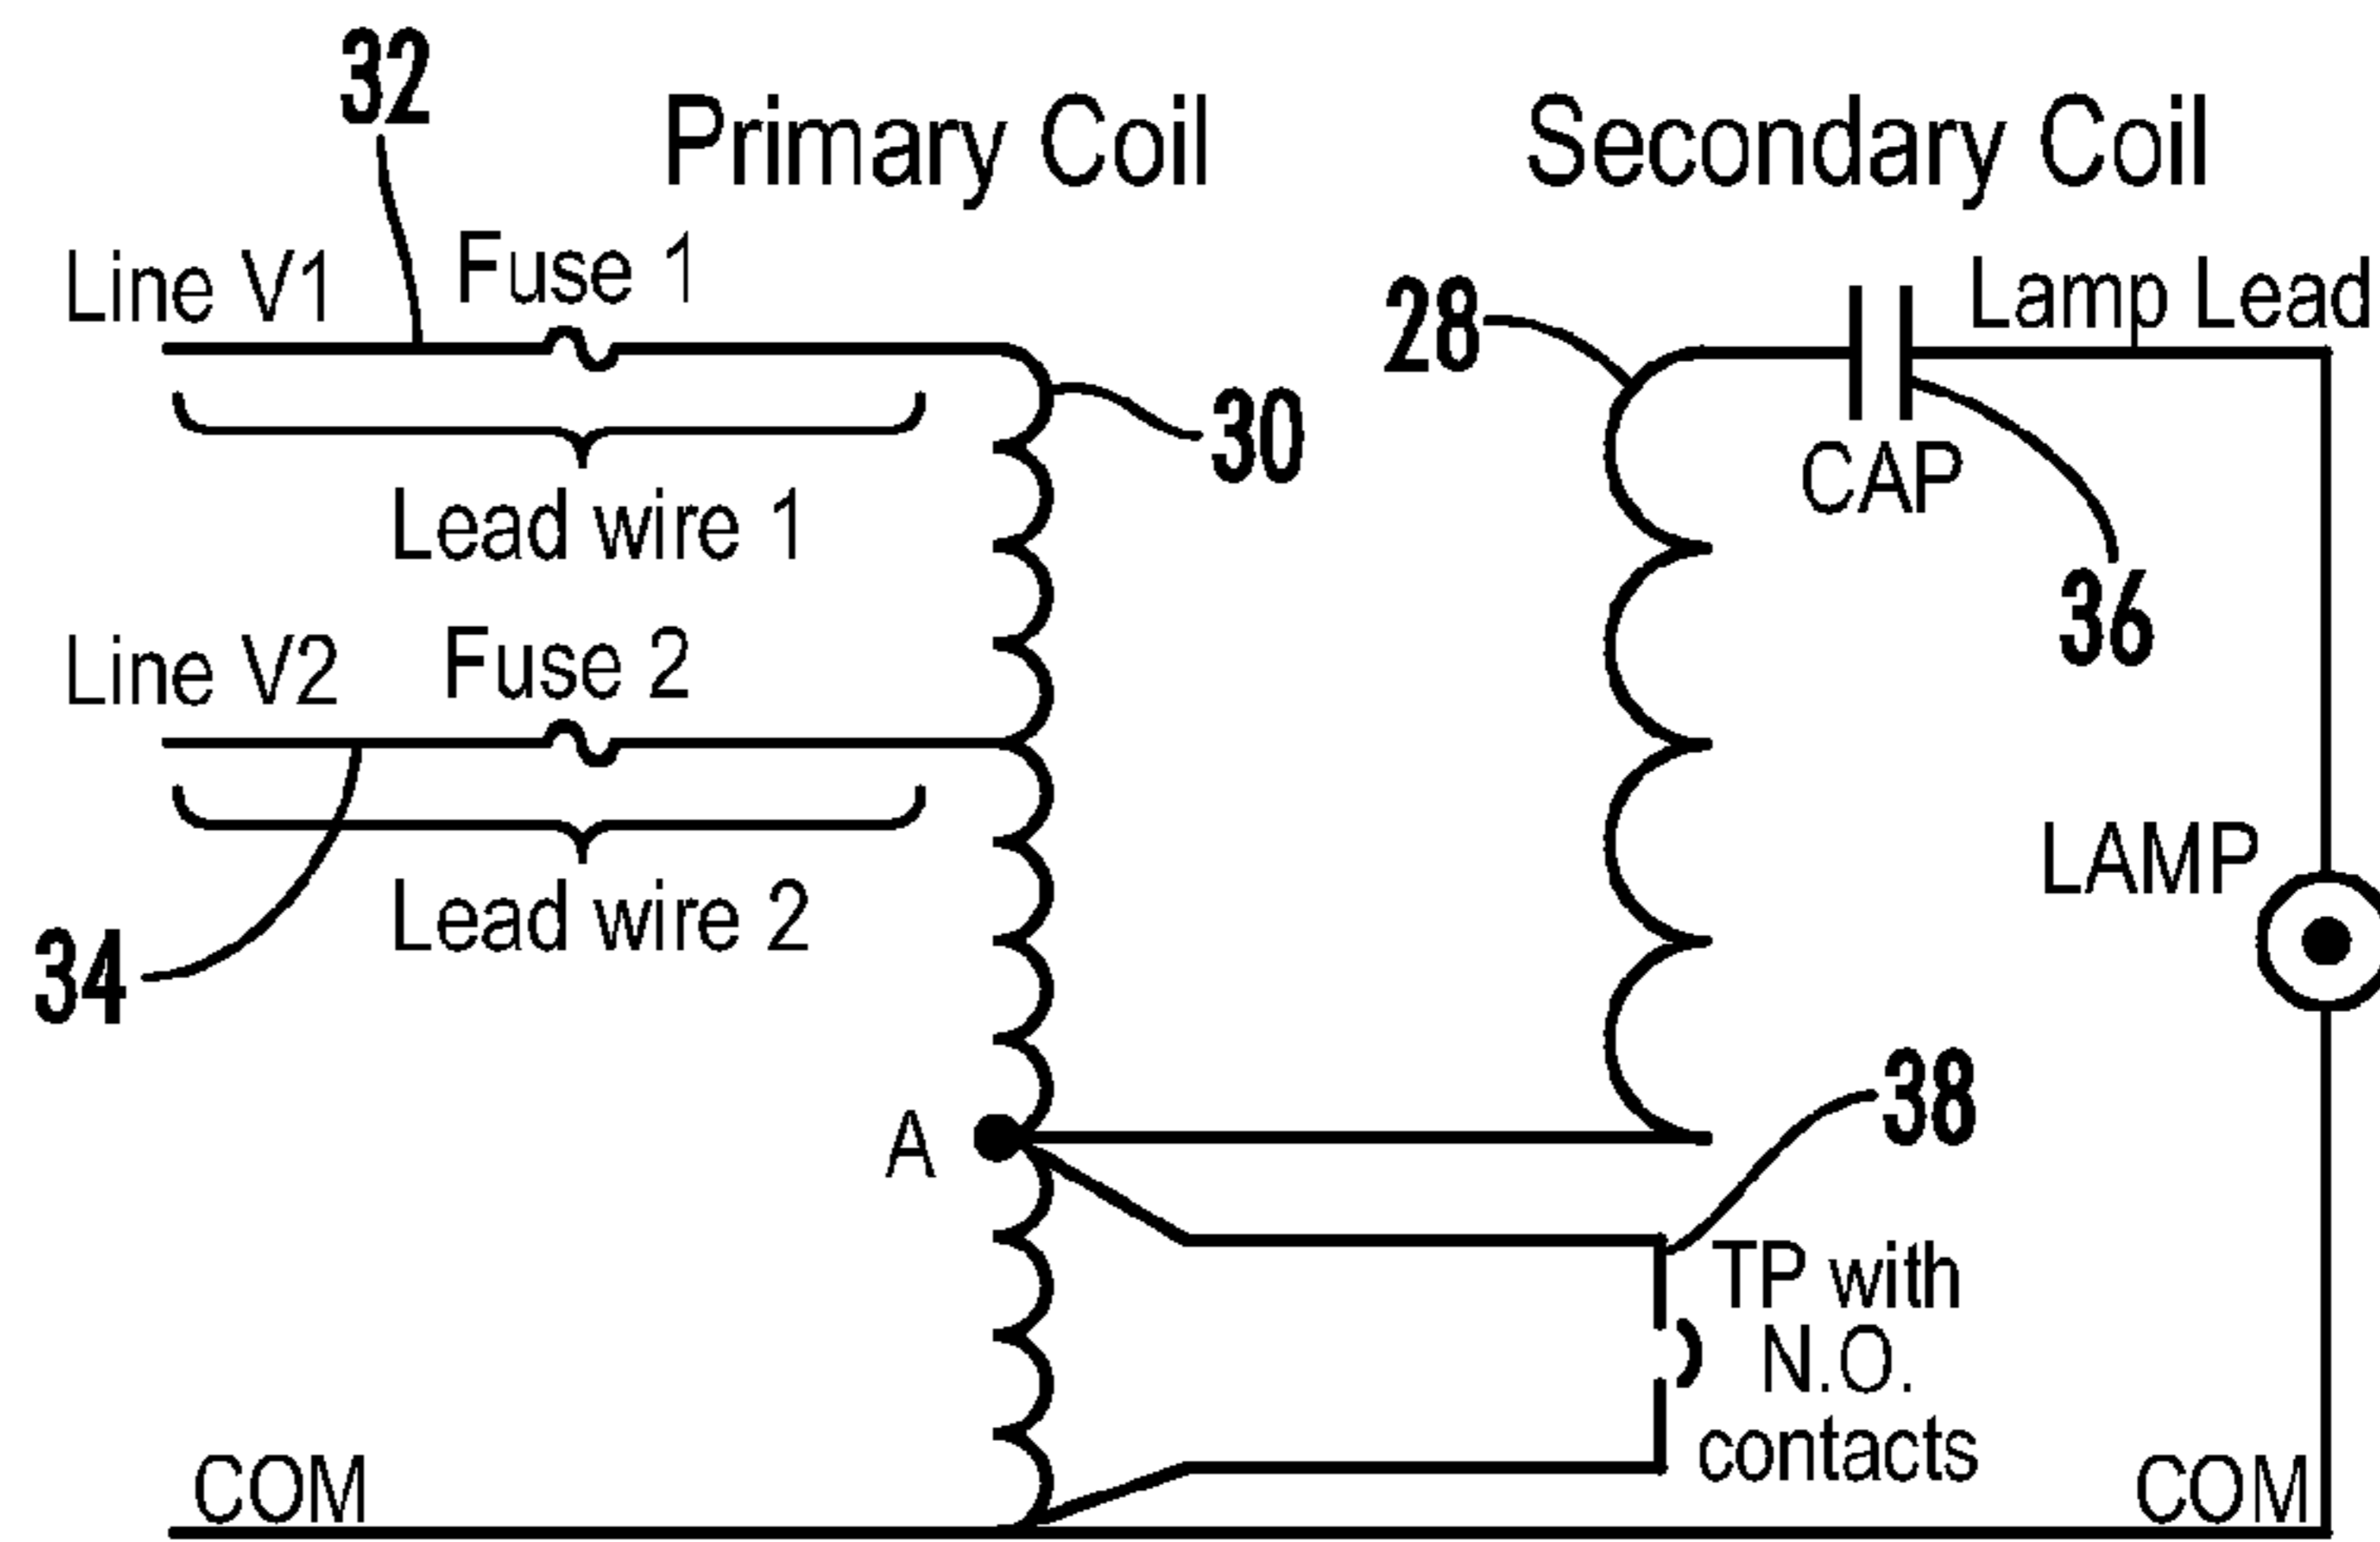 32
Primary Coil
Secondary Coil
Line V1
Fuse 1
Lamp Lead
28
30
Lead wire 1
CAP
36
Line V2
Fuse 2
Lead wire 2
34
LAMP
A
38
TP with
N.O.
contacts
COM
COM